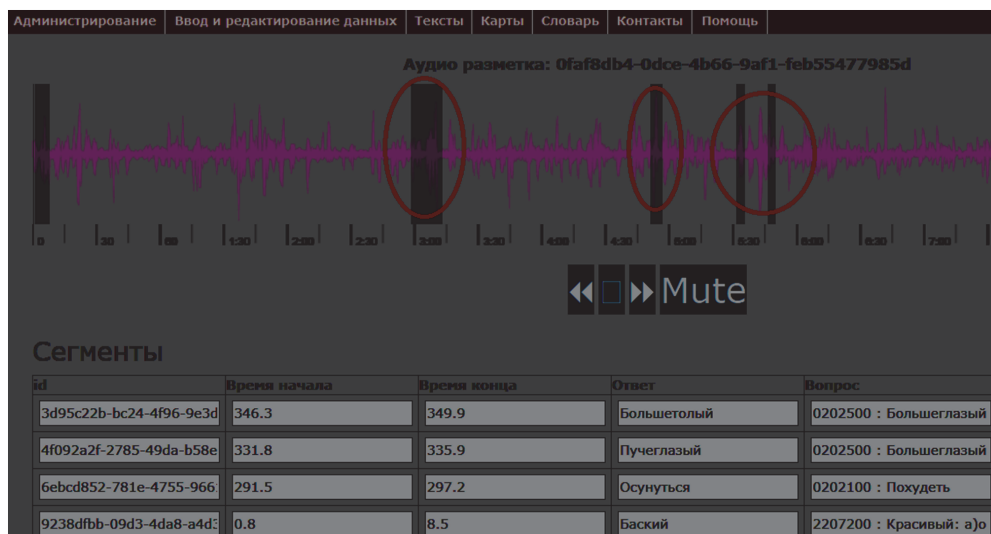 Администрирование Ввод и редактирование данных Тексты Карты Словарь Контакты Помощь
Аудио разметка: 0faf8db4-0dce-4b66-9af1-feb55477985d
0 30 60 1:30 2:00 2:30 3:00 3:30 4:00 4:30 5:00 5:30 6:00 6:30 7:00
Mute
Сегменты
id Время начала Время конца Ответ Вопрос
3d95c22b-bc24-4f96-9e3d 346.3 349.9 Большетолый 0202500 : Большеглазый
4f092a2f-2785-49da-b58e 331.8 335.9 Пучеглазый 0202500 : Большеглазый
6ebcd852-781e-4755-966 291.5 297.2 Осунуться 0202100 : Похудеть
9238dfbb-09d3-4da8-a4d3 0.8 8.5 Баский 2207200 : Красивый: а)о